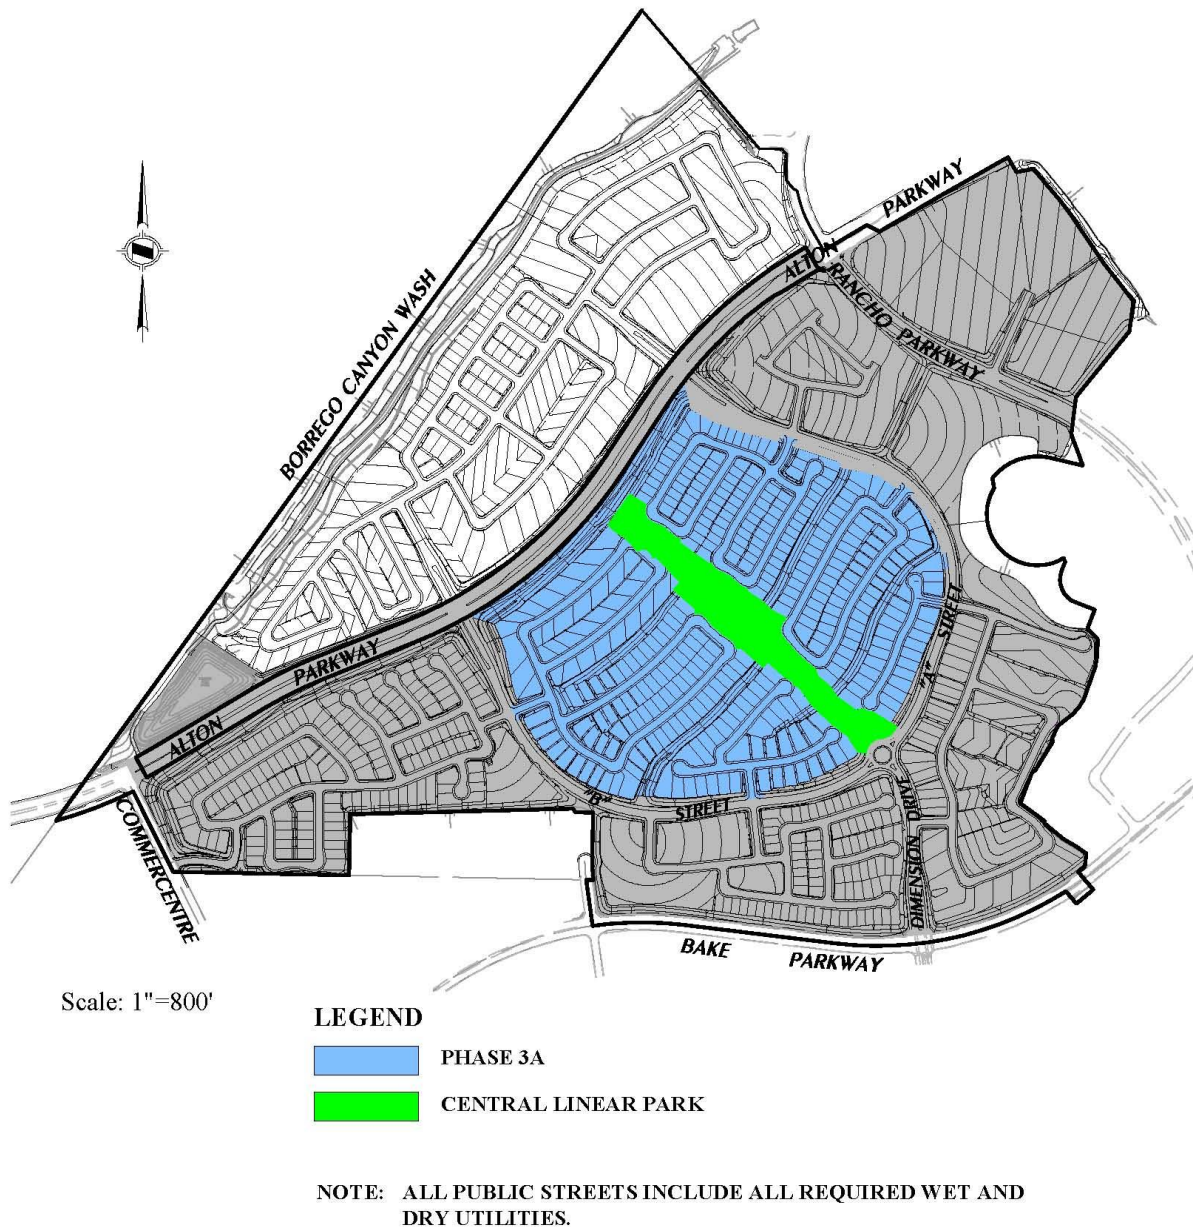 PARKWAY
ALTON
RANCHO PARKWAY
BORREGO CANYON WASH
"A" STREET
PARKWAY
ALTON
"B" STREET
DIMENSION DRIVE
COMMERCENTRE
BAKE PARKWAY
Scale: 1"=800'
LEGEND
PHASE 3A
CENTRAL LINEAR PARK
NOTE: ALL PUBLIC STREETS INCLUDE ALL REQUIRED WET AND
DRY UTILITIES.